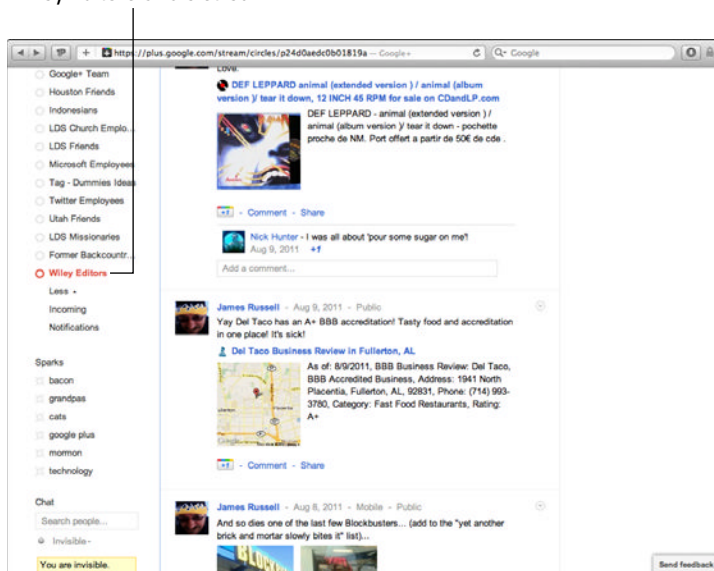 https://plus.google.com/stream/circles/p24d0aedc0b01819a — Google+
Google
Google+ Team
Houston Friends
Indonesians
LDS Church Emplo...
LDS Friends
Microsoft Employees
Tag - Dummies Ideas
Twitter Employees
Utah Friends
LDS Missionaries
Former Backcountr...
Wiley Editors
Less
Incoming
Notifications
Sparks
bacon
grandpas
cats
google plus
mormon
technology
Chat
Search people...
Invisible
You are invisible.
Love.
DEF LEPPARD animal (extended version ) / animal (album
version )/ tear it down, 12 INCH 45 RPM for sale on CDandLP.com
DEF LEPPARD - animal (extended version ) /
animal (album version )/ tear it down - pochette
proche de NM. Port offert a partir de 50€ de cde .
+1 - Comment - Share
Nick Hunter - I was all about 'pour some sugar on me'!
Aug 9, 2011 +1
Add a comment...
James Russell - Aug 9, 2011 - Public
Yay Del Taco has an A+ BBB accreditation! Tasty food and accreditation
in one place! It's sick!
Del Taco Business Review in Fullerton, AL
As of: 8/9/2011, BBB Business Review: Del Taco,
BBB Accredited Business, Address: 1941 North
Placentia, Fullerton, AL, 92831, Phone: (714) 993-
3780, Category: Fast Food Restaurants, Rating:
A+
+1 - Comment - Share
James Russell - Aug 8, 2011 - Mobile - Public
And so dies one of the last few Blockbusters... (add to the "yet another
brick and mortar slowly bites it" list)...
Send feedback